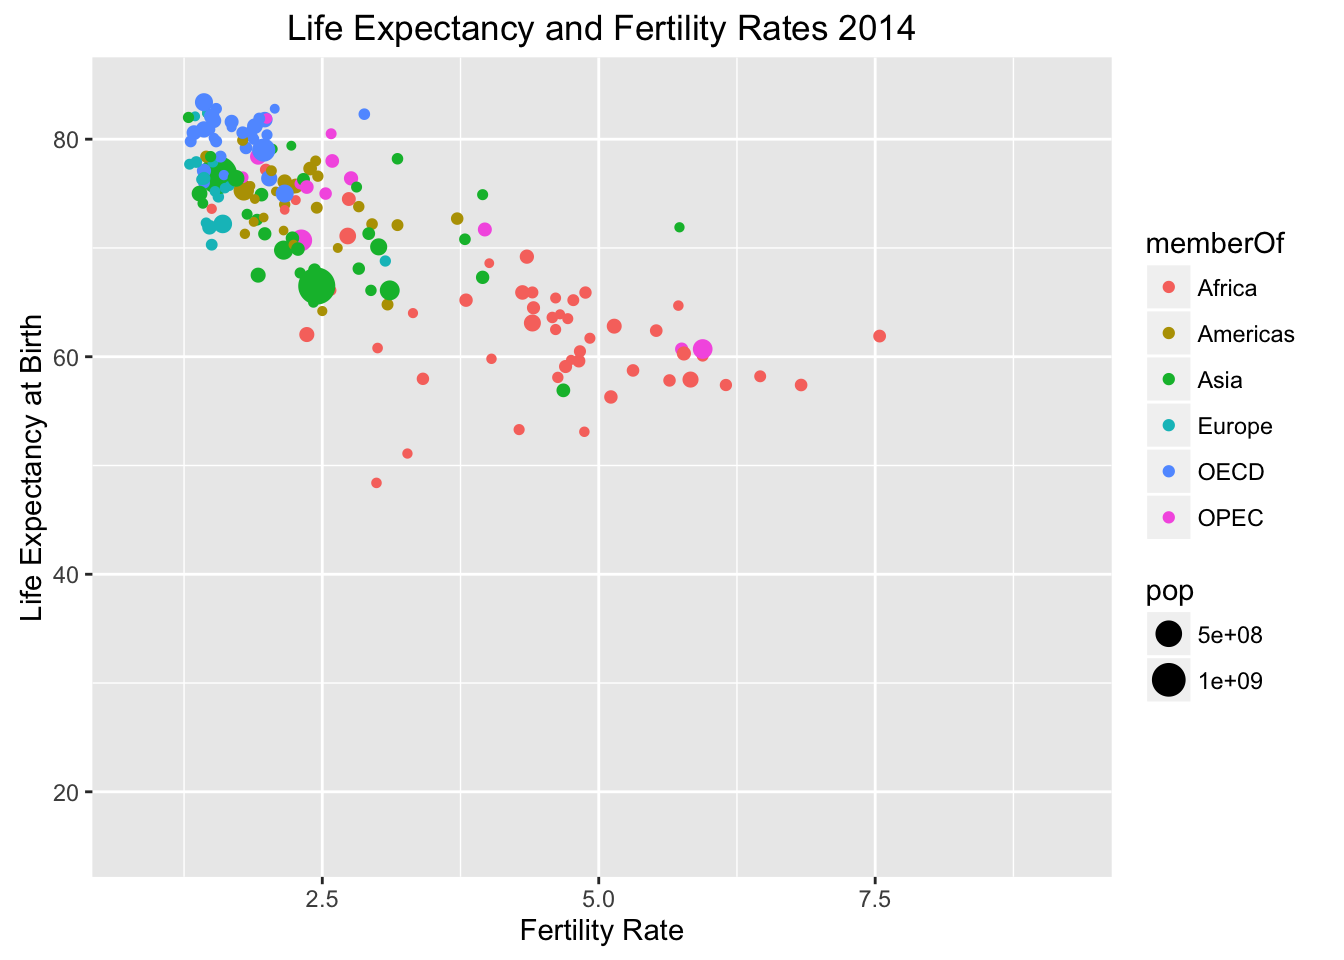 Life Expectancy and Fertility Rates 2014
Life Expectancy at Birth
80
60
40
20
2.5
5.0
7.5
Fertility Rate
memberOf
Africa
Americas
Asia
Europe
OECD
OPEC
pop
5e+08
1e+09